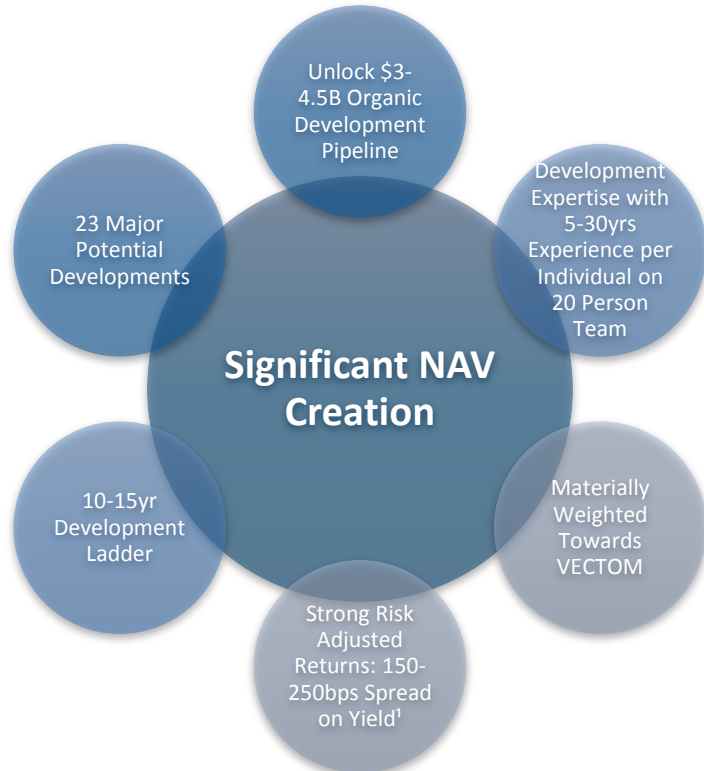 Unlock $3-
4.5B Organic
Development
Pipeline
Development
Expertise with
5-30yrs
Experience per
Individual on
20 Person
Team
Materially
Weighted
Towards
VECTOM
Strong Risk
Adjusted
Returns: 150-
250bps Spread
on Yield¹
10-15yr
Development
Ladder
23 Major
Potential
Developments
Significant NAV
Creation